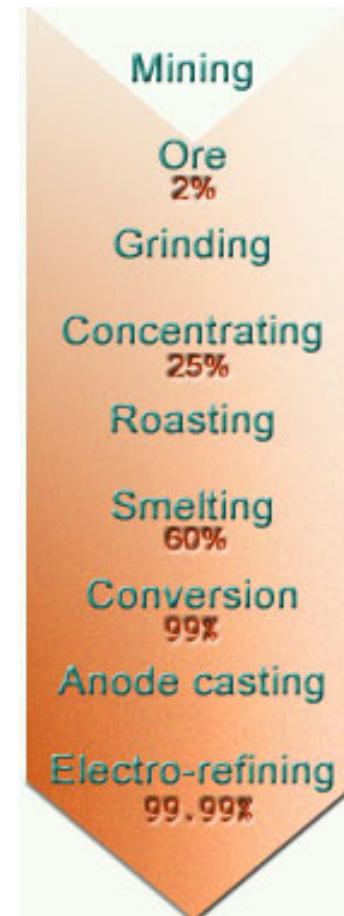 Mining
Ore
2%
Grinding
Concentrating
25%
Roasting
Smelting
60%
Conversion
99%
Anode casting
Electro-refining
99.99%